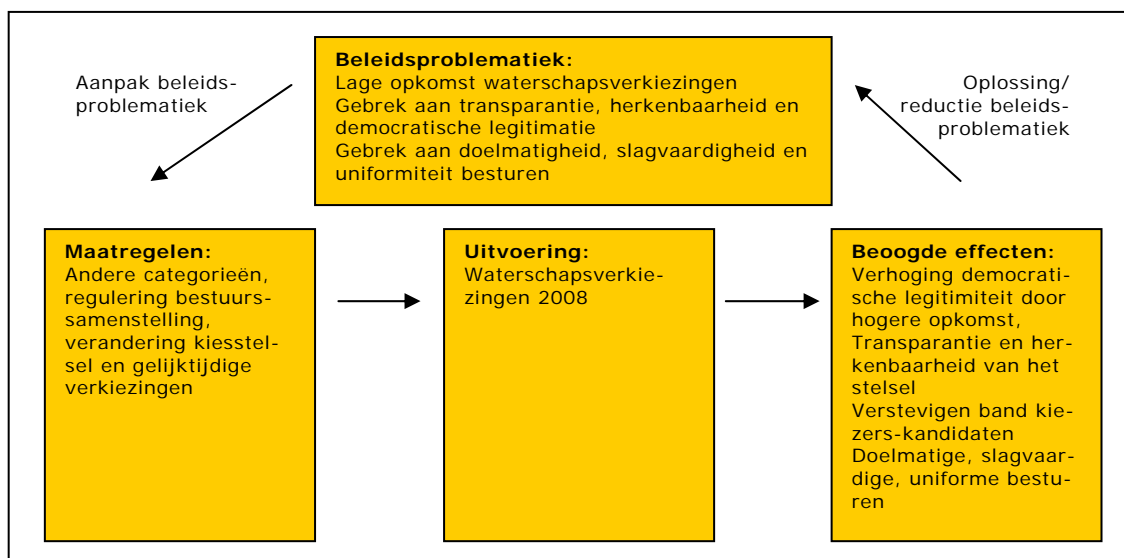 Aanpak beleids-
problematiek
Beleidsproblematiek:
Lage opkomst waterschapsverkiezingen
Gebrek aan transparantie, herkenbaarheid en
democratische legitimatie
Gebrek aan doelmatigheid, slagvaardigheid en
uniformiteit besturen
Oplossing/
reductie beleids-
problematiek
Maatregelen:
Andere categorieën,
regulering bestuurs-
samenstelling,
verandering kiesstel-
sel en gelijktijdige
verkiezingen
Uitvoering:
Waterschapsverkie-
zingen 2008
Beoogde effecten:
Verhoging democrati-
sche legitimiteit door
hogere opkomst,
Transparantie en her-
kenbaarheid van het
stelsel
Verstevigen band kie-
zers-kandidaten
Doelmatige, slagvaar-
dige, uniforme bestu-
ren